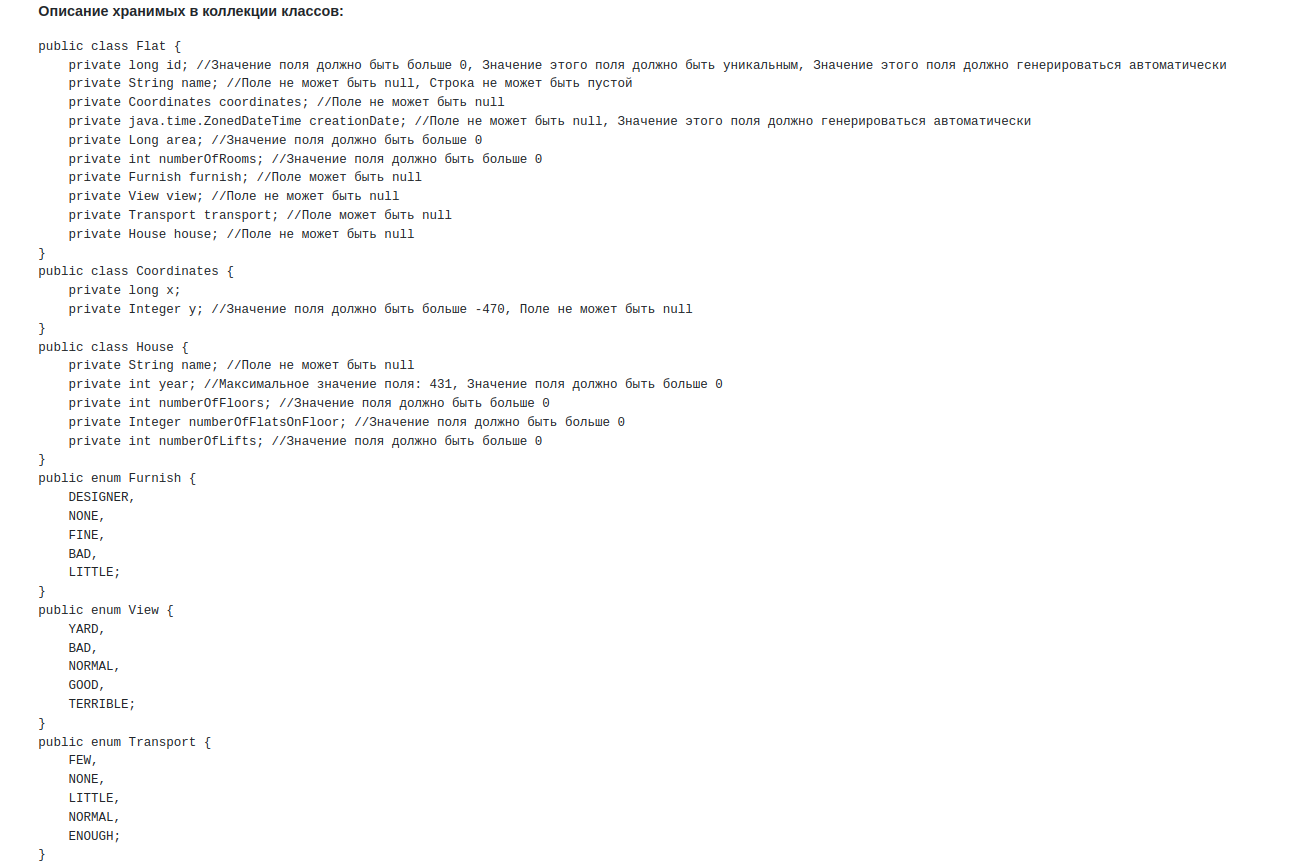 Описание хранимых в коллекции классов:
public class Flat {
    private long id; //Значение поля должно быть больше 0, Значение этого поля должно быть уникальным, Значение этого поля должно генерироваться автоматически
    private String name; //Поле не может быть null, Строка не может быть пустой
    private Coordinates coordinates; //Поле не может быть null
    private java.time.ZonedDateTime creationDate; //Поле не может быть null, Значение этого поля должно генерироваться автоматически
    private Long area; //Значение поля должно быть больше 0
    private int numberOfRooms; //Значение поля должно быть больше 0
    private Furnish furnish; //Поле может быть null
    private View view; //Поле не может быть null
    private Transport transport; //Поле может быть null
    private House house; //Поле не может быть null
}
public class Coordinates {
    private long x;
    private Integer y; //Значение поля должно быть больше -470, Поле не может быть null
}
public class House {
    private String name; //Поле не может быть null
    private int year; //Максимальное значение поля: 431, Значение поля должно быть больше 0
    private int numberOfFloors; //Значение поля должно быть больше 0
    private Integer numberOfFlatsOnFloor; //Значение поля должно быть больше 0
    private int numberOfLifts; //Значение поля должно быть больше 0
}
public enum Furnish {
    DESIGNER,
    NONE,
    FINE,
    BAD,
    LITTLE;
}
public enum View {
    YARD,
    BAD,
    NORMAL,
    GOOD,
    TERRIBLE;
}
public enum Transport {
    FEW,
    NONE,
    LITTLE,
    NORMAL,
    ENOUGH;
}